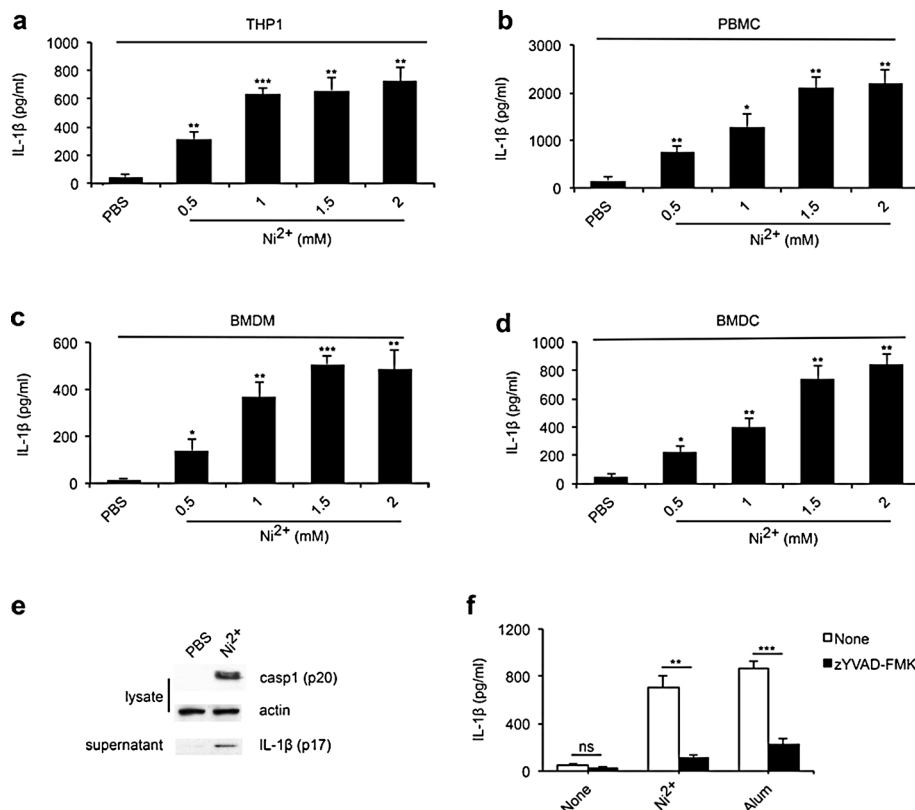 a
THP1
IL-1β (pg/ml)
1000
800
600
400
200
0
** *** ** **
PBS 0.5 1 1.5 2
Ni2+ (mM)
b
PBMC
IL-1β (pg/ml)
3000
2000
1000
0
** * ** **
PBS 0.5 1 1.5 2
Ni2+ (mM)
c
BMDM
IL-1β (pg/ml)
600
400
200
0
* ** *** **
PBS 0.5 1 1.5 2
Ni2+ (mM)
d
BMDC
IL-1β (pg/ml)
1000
800
600
400
200
0
* ** ** **
PBS 0.5 1 1.5 2
Ni2+ (mM)
e
PBS Ni2+
lysate
casp1 (p20)
actin
supernatant
IL-1β (p17)
f
IL-1β (pg/ml)
1200
800
400
0
None
zYVAD-FMK
ns ** ***
None Ni2+ Alum